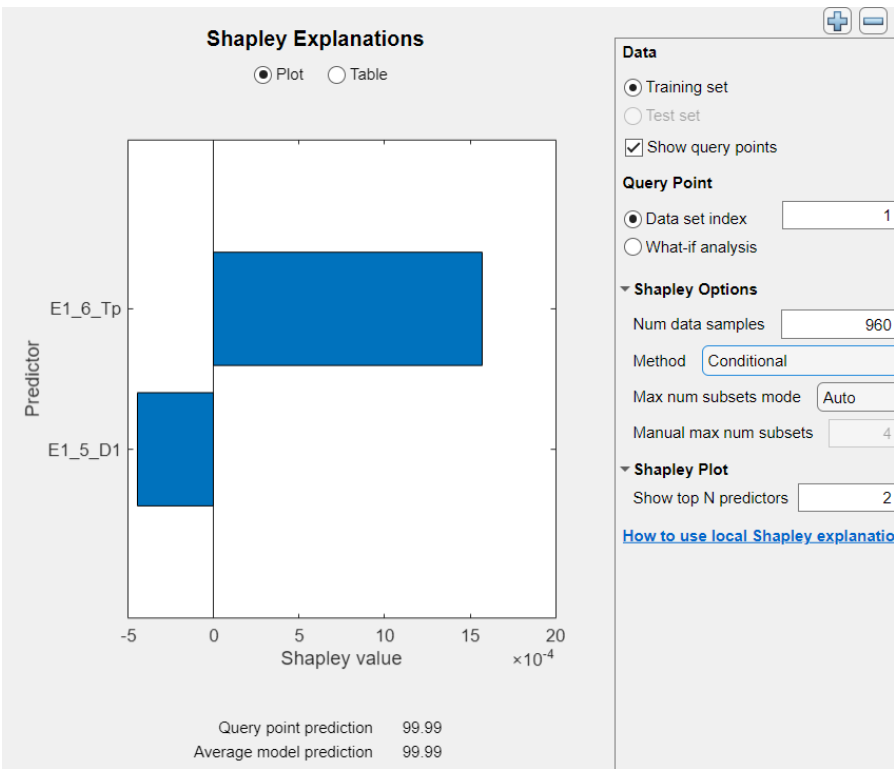 Shapley Explanations
Plot Table
E1_6_Tp
E1_5_D1
Predictor
-5 0 5 10 15 20
Shapley value ×10-4
Query point prediction 99.99
Average model prediction 99.99
Data
Training set
Test set
Show query points
Query Point
Data set index 1
What-if analysis
Shapley Options
Num data samples 960
Method Conditional
Max num subsets mode Auto
Manual max num subsets 4
Shapley Plot
Show top N predictors 2
How to use local Shapley explanatio